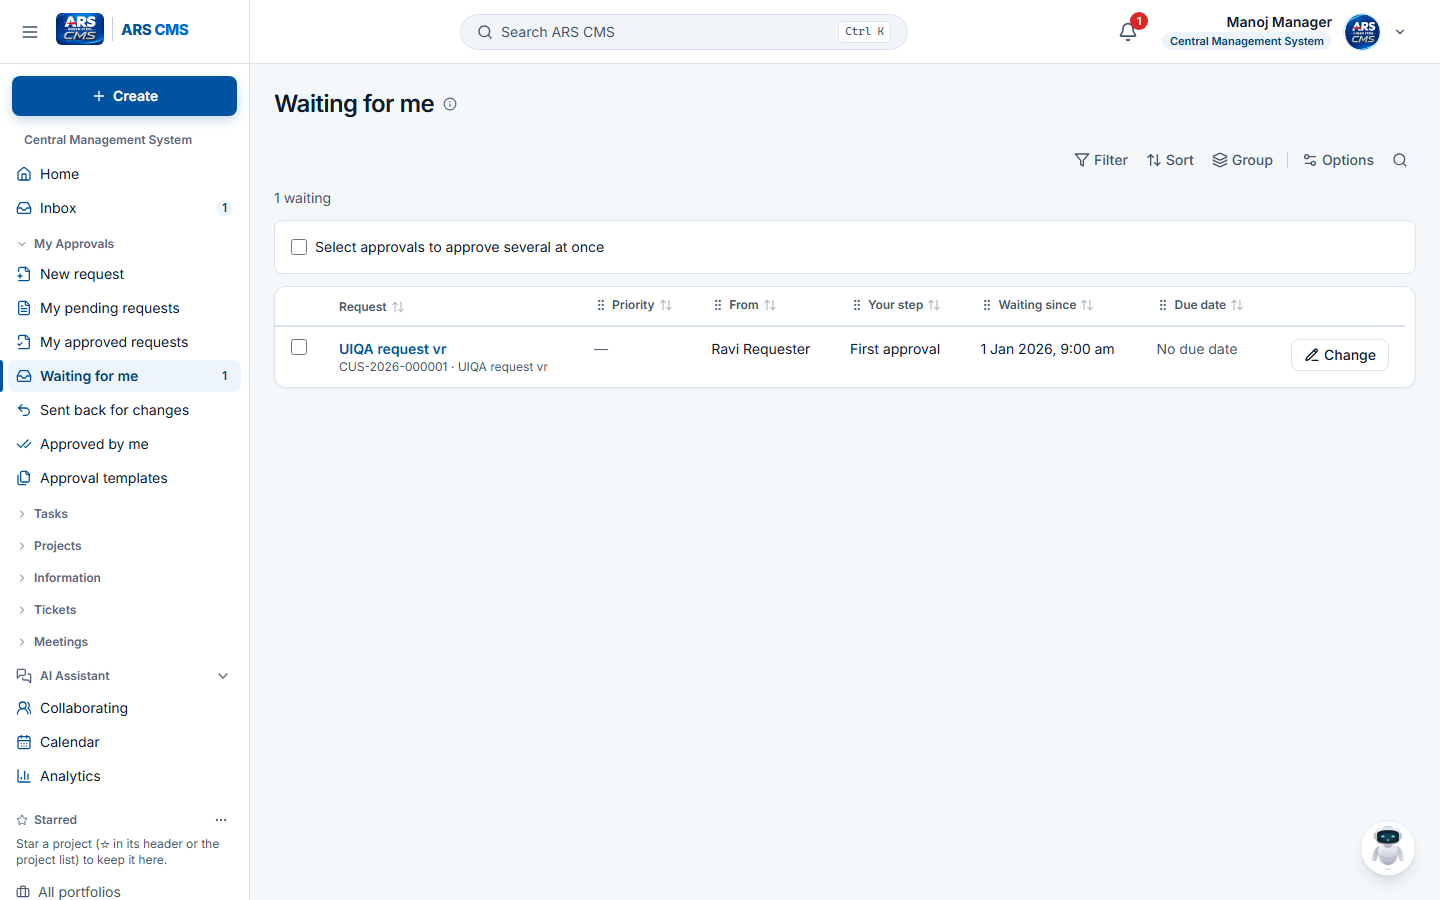 ARS
CMS
ARS CMS
Search ARS CMS
Ctrl K
1
Manoj Manager
Central Management System
ARS
CMS
Create
Central Management System
Home
Inbox 1
My Approvals
New request
My pending requests
My approved requests
Waiting for me 1
Sent back for changes
Approved by me
Approval templates
Tasks
Projects
Information
Tickets
Meetings
AI Assistant
Collaborating
Calendar
Analytics
Starred
Star a project (☆ in its header or the
project list) to keep it here.
All portfolios
Waiting for me
Filter Sort Group Options
1 waiting
Select approvals to approve several at once
Request Priority From Your step Waiting since Due date
UIQA request vr — Ravi Requester First approval 1 Jan 2026, 9:00 am No due date Change
CUS-2026-000001 · UIQA request vr